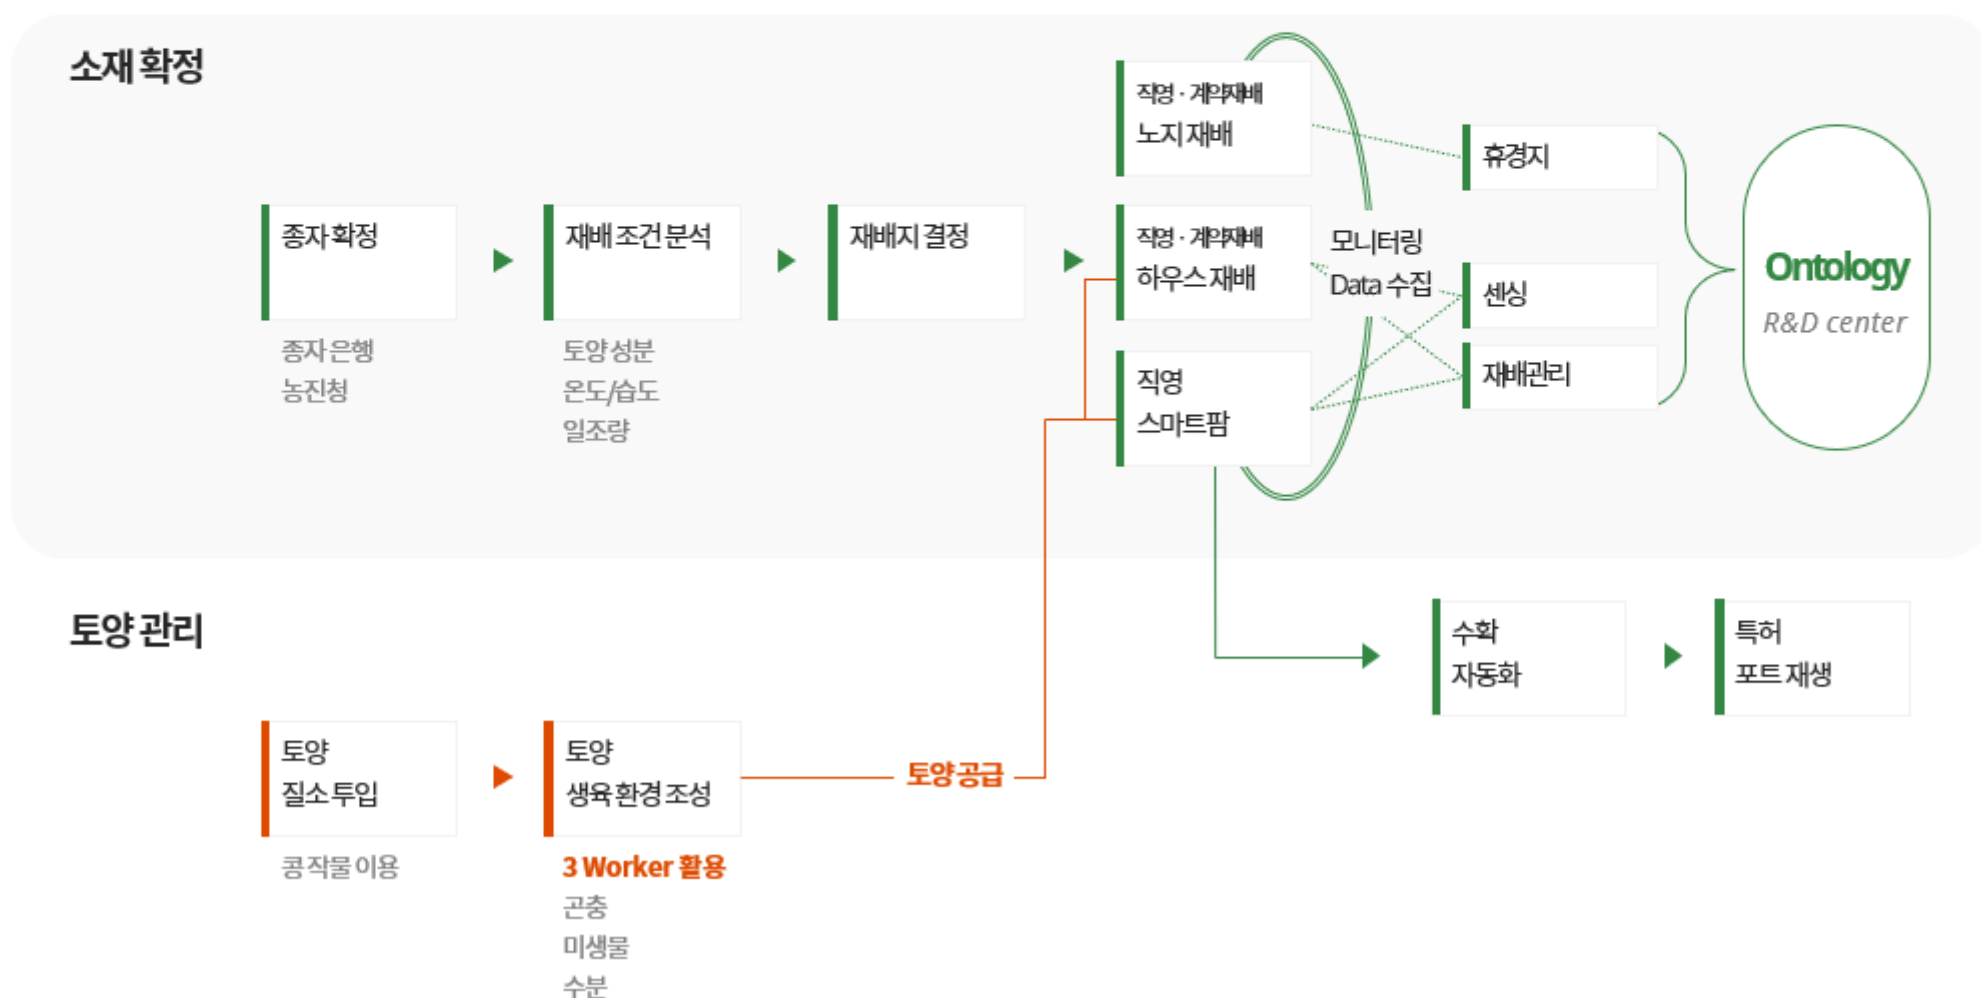 소재 확정
종자 확정
종자 은행
농진청
재배 조건 분석
토양 성분
온도/습도
일조량
재배지 결정
직영 · 계약재배
노지 재배
직영 · 계약재배
하우스 재배
직영
스마트팜
모니터링
Data 수집
휴경지
센싱
재배관리
Ontology
R&D center
수확
자동화
특허
포트 재생
토양 관리
토양
질소 투입
콩 작물 이용
토양
생육 환경 조성
3 Worker 활용
곤충
미생물
수분
토양 공급